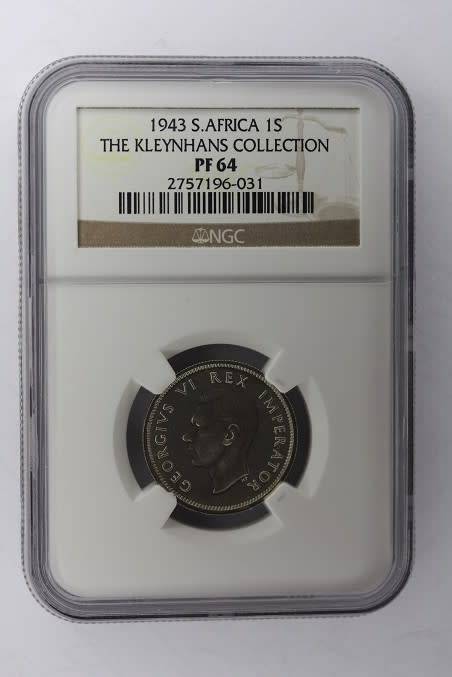 1943 S.AFRICA 1S
THE KLEYNHANS COLLECTION
PF 64
2757196-031
NGC
GEORGIVS VI REX IMPERATOR